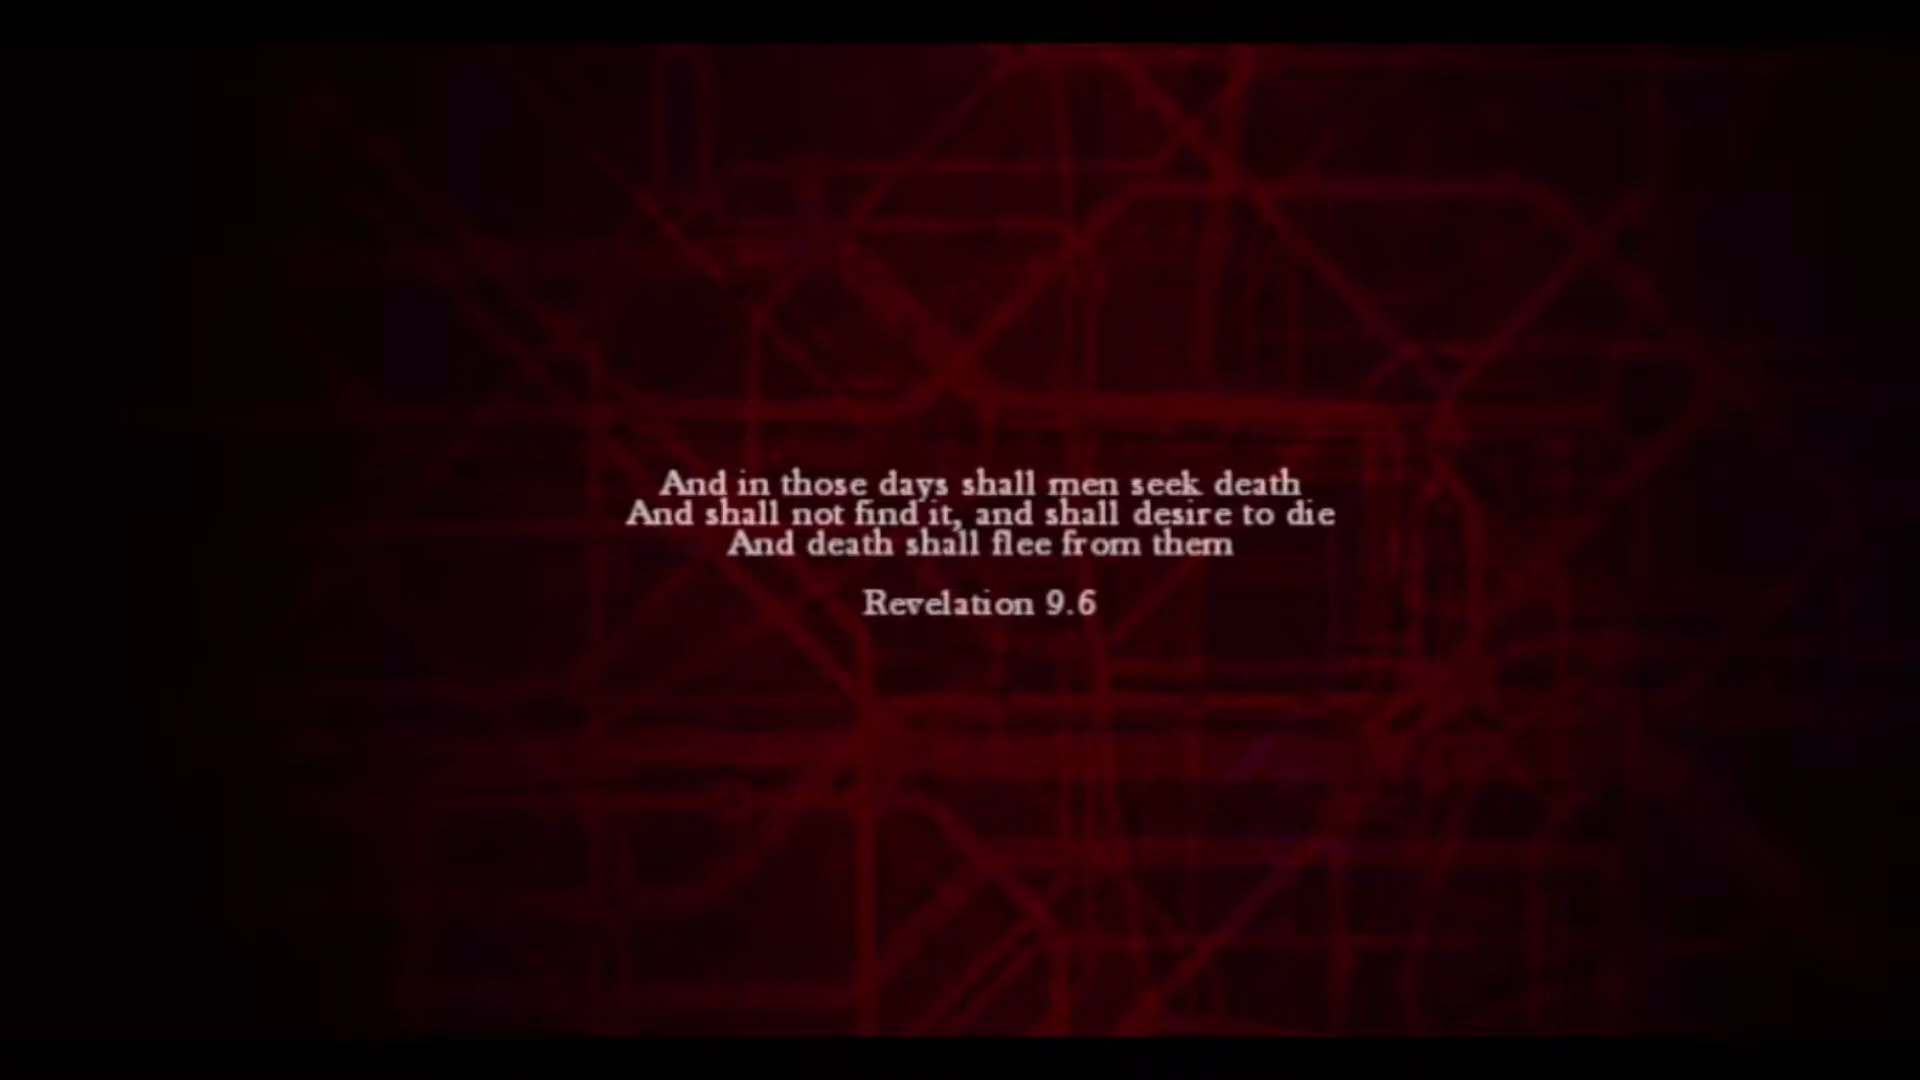 And in those days shall men seek death
And shall not find it, and shall desire to die
And death shall flee from them
Revelation 9.6